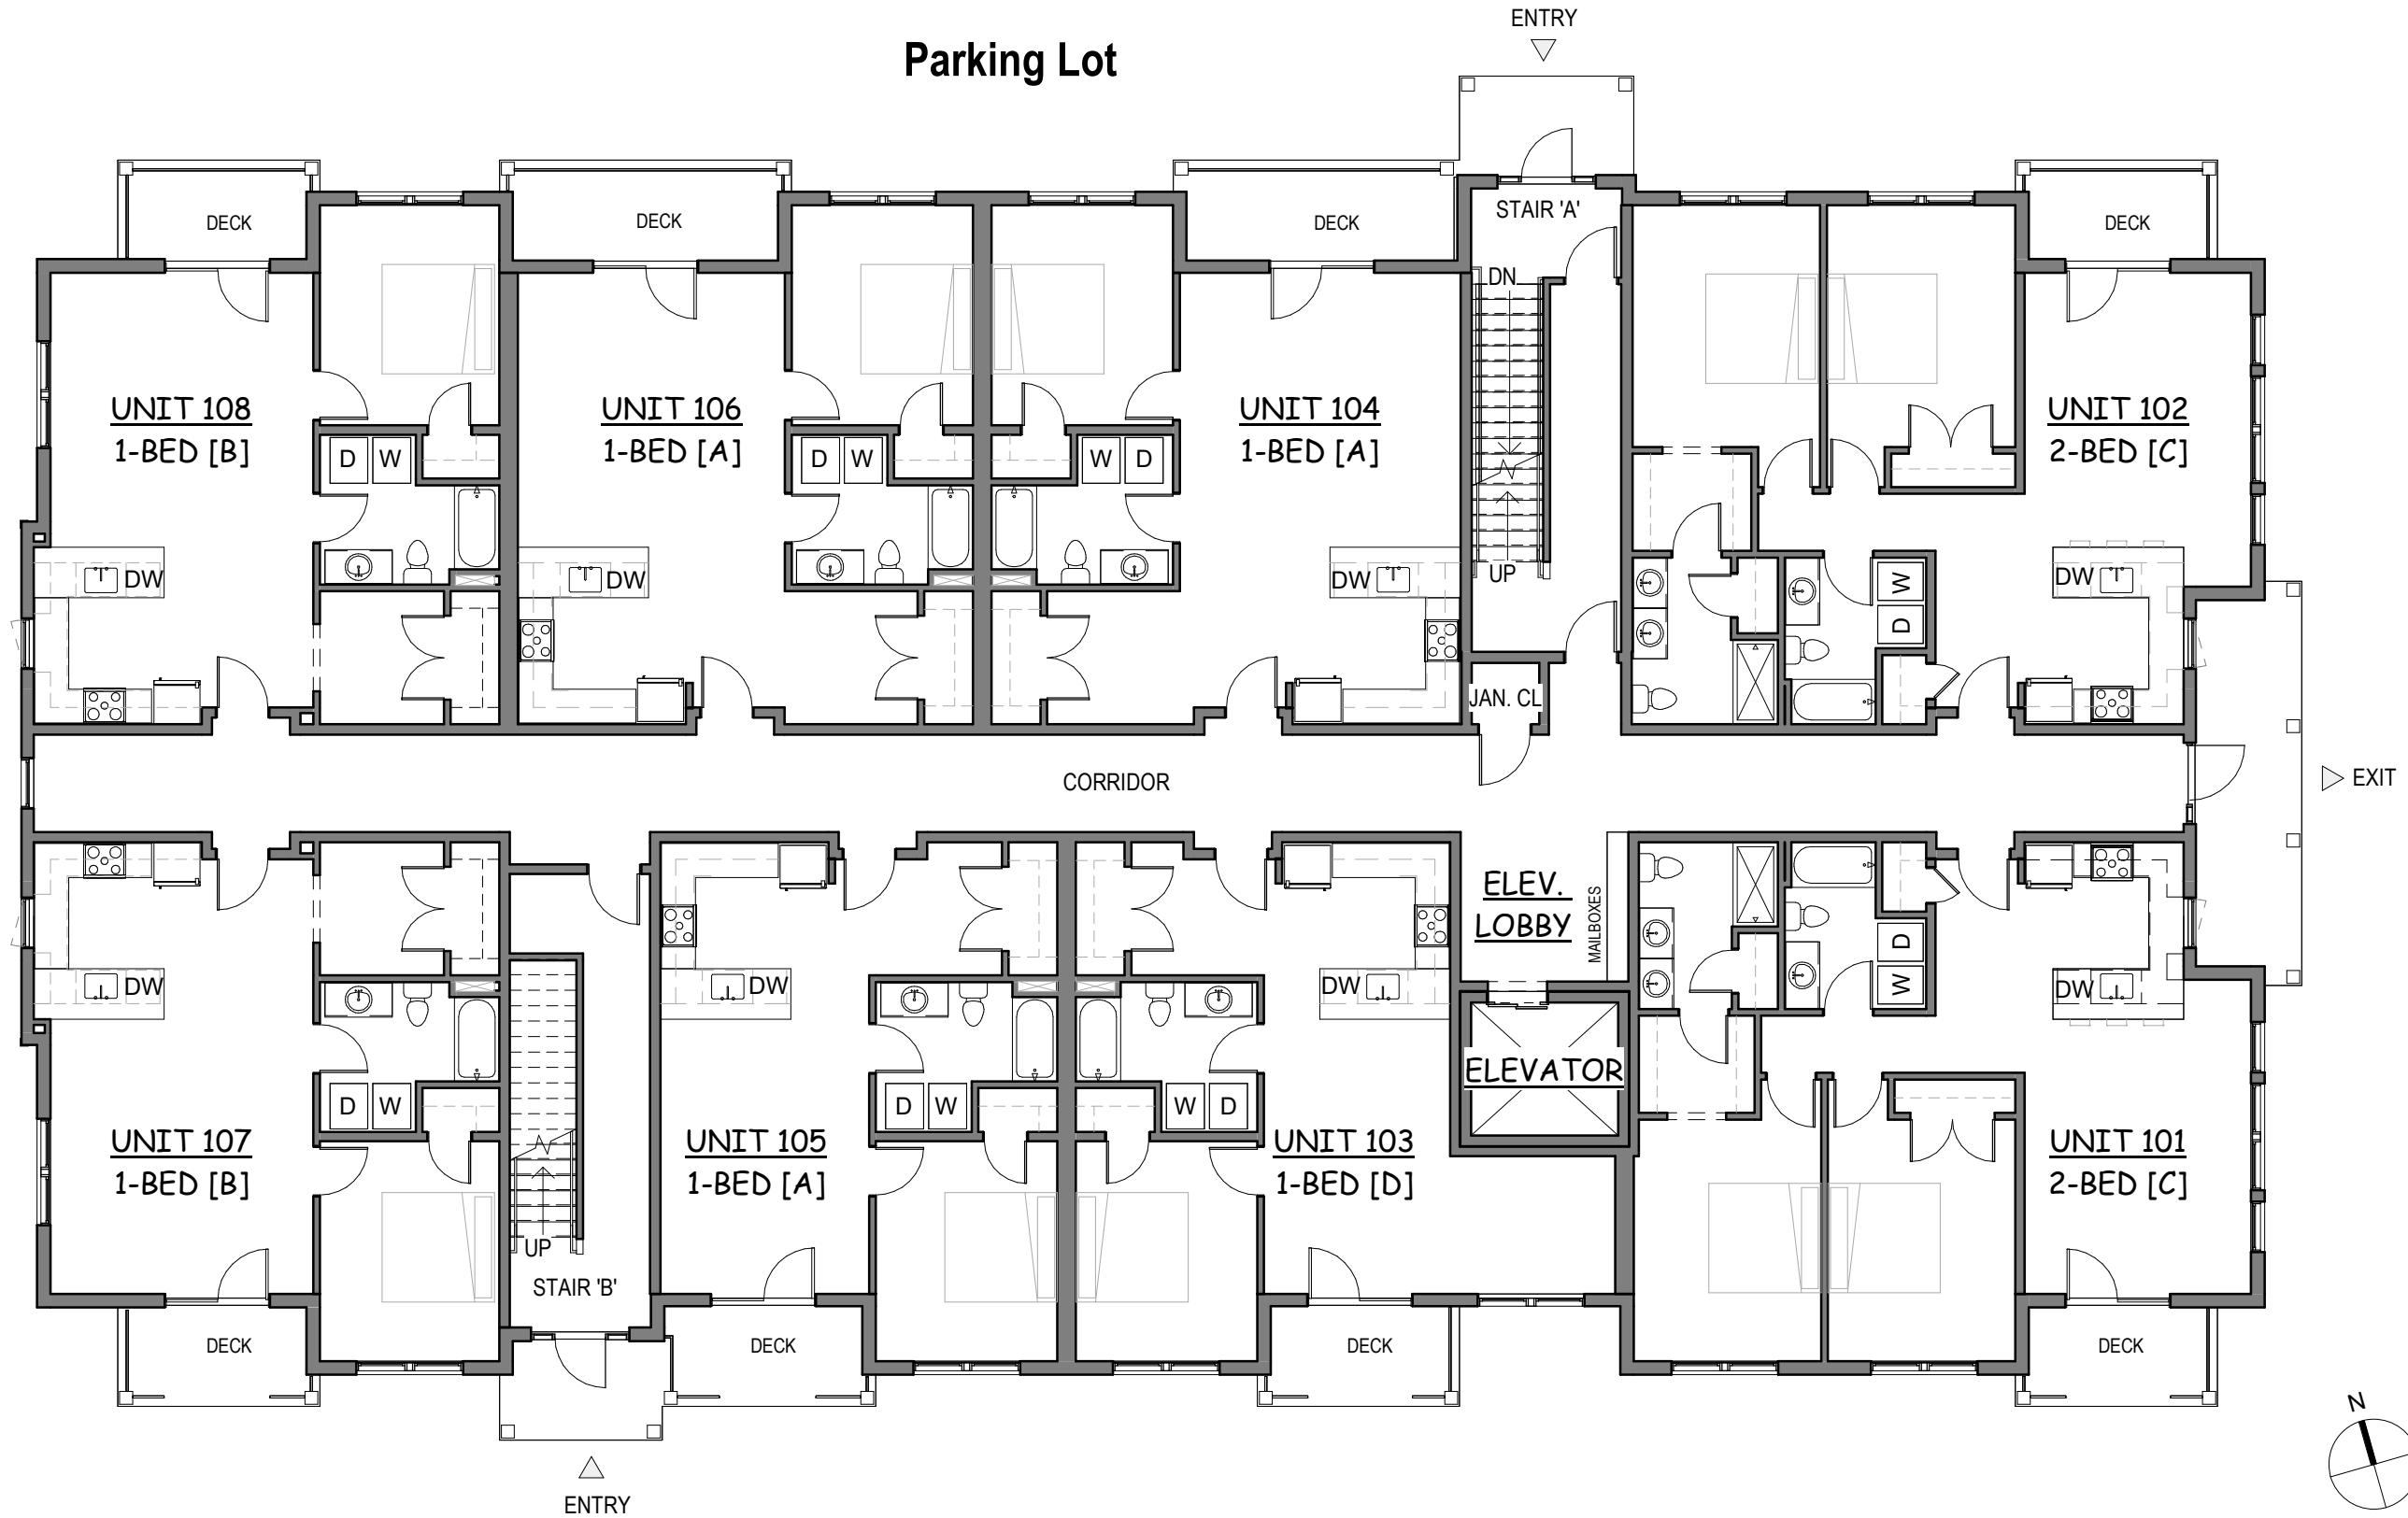 ENTRY
Parking Lot
DECK
DECK
DECK
STAIR 'A'
DECK
DN
UNIT 108
1-BED [B]
UNIT 106
1-BED [A]
UNIT 104
1-BED [A]
UNIT 102
2-BED [C]
D W
D W
W D
DW
DW
DW
UP
W
D
DW
JAN. CL
CORRIDOR
EXIT
ELEV.
LOBBY
MAILBOXES
D
W
DW
DW
DW
DW
ELEVATOR
D W
D W
W D
UNIT 107
1-BED [B]
UNIT 105
1-BED [A]
UNIT 103
1-BED [D]
UNIT 101
2-BED [C]
UP
STAIR 'B'
DECK
DECK
DECK
DECK
N
ENTRY